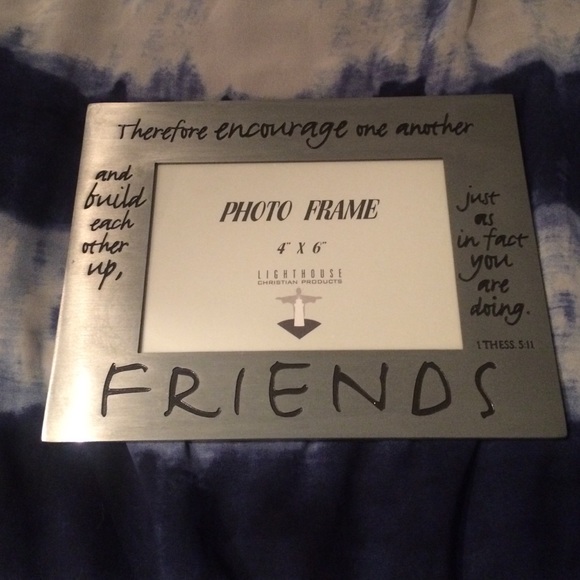 Therefore encourage one another
and
build
each
other
up,
just
as
in fact
you
are
doing.
1 THESS. 5:11
PHOTO FRAME
4" X 6"
LIGHTHOUSE
CHRISTIAN PRODUCTS
FRIENDS